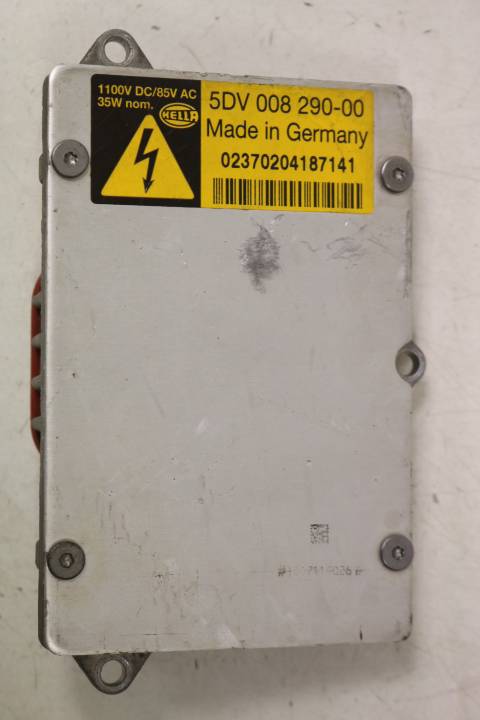 1100V DC/85V AC
35W nom.
HELLA
5DV 008 290-00
Made in Germany
02370204187141